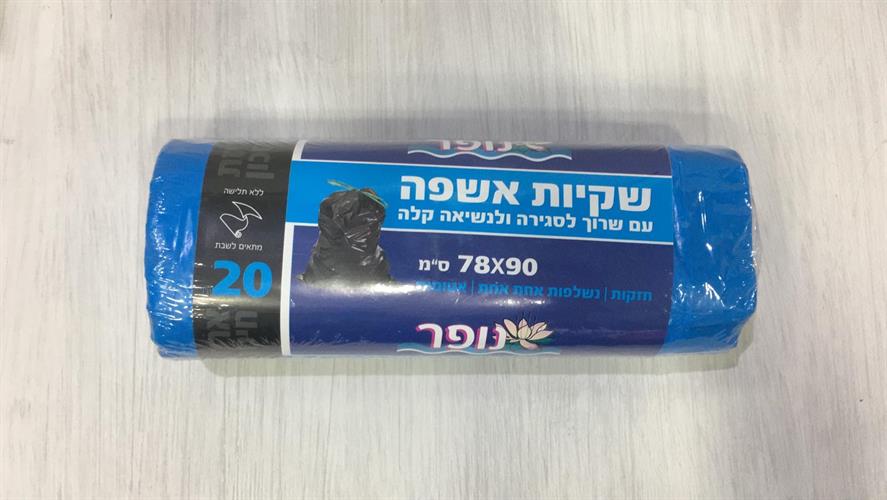 נופר
שקיות אשפה
עם שרוך לסגירה ולנשיאה קלה
78X90 ס"מ
חזקות | נשלפות אחת אחת | אטומות
נופר
ללא תלישה
מתאים לשבת
20